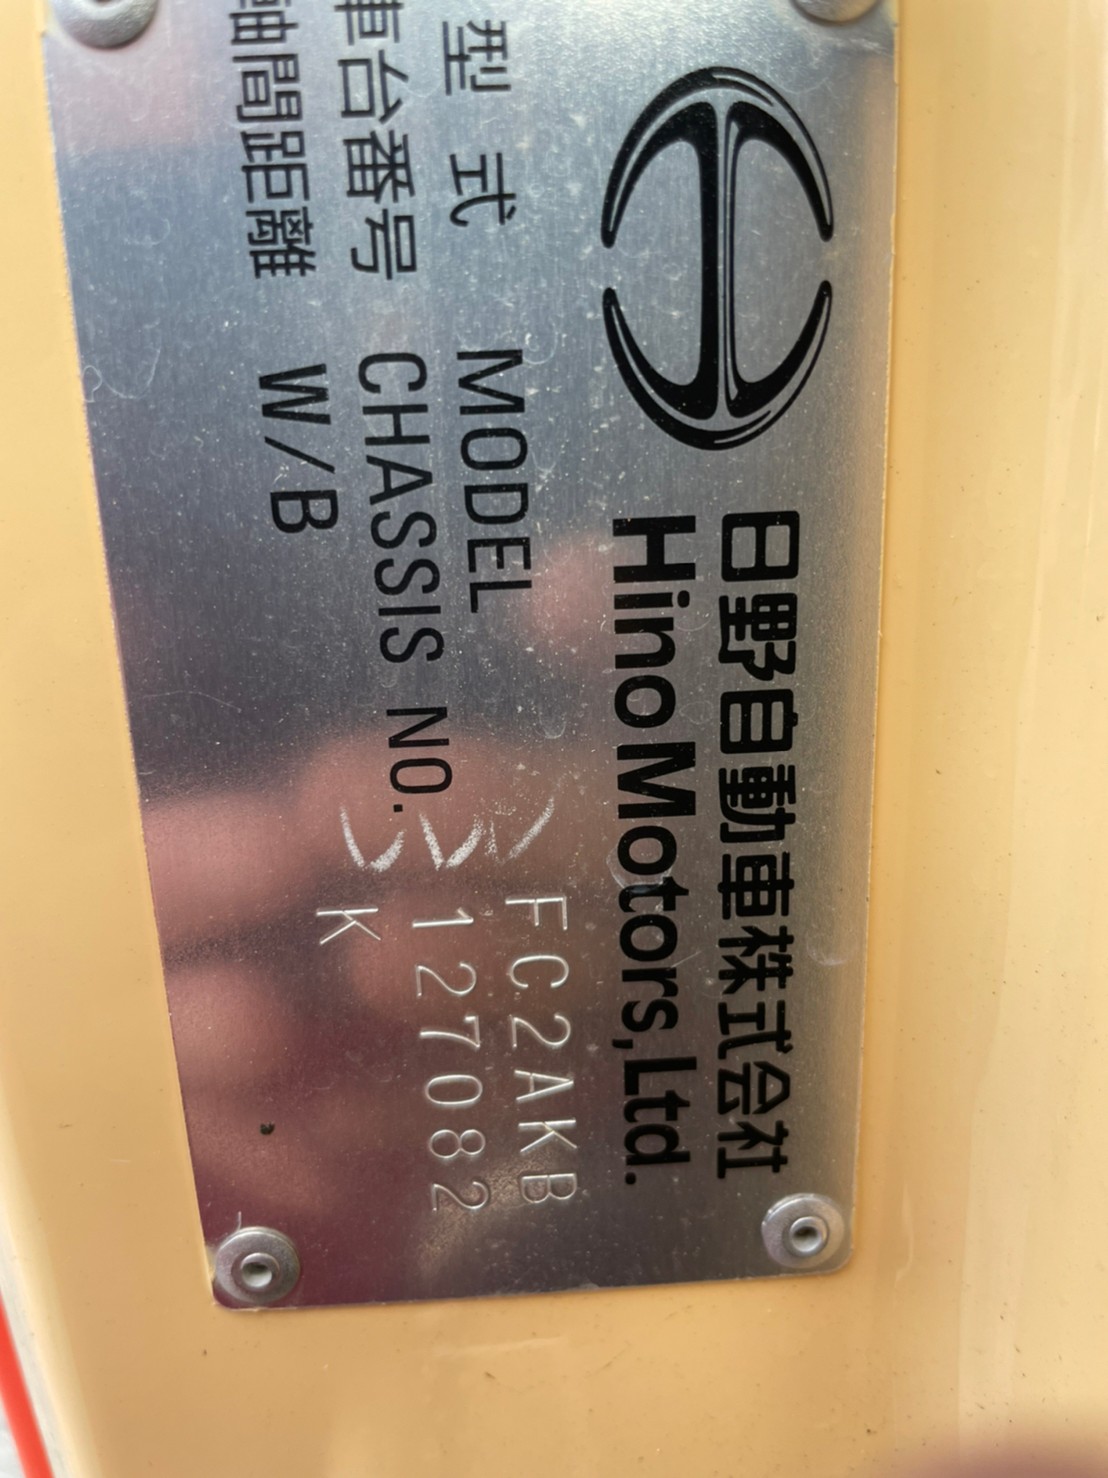 日野自動車株式会社
Hino Motors, Ltd.
型式 MODEL FC2AKB
車台番号 CHASSIS NO. 127082
軸間距離 W/B K